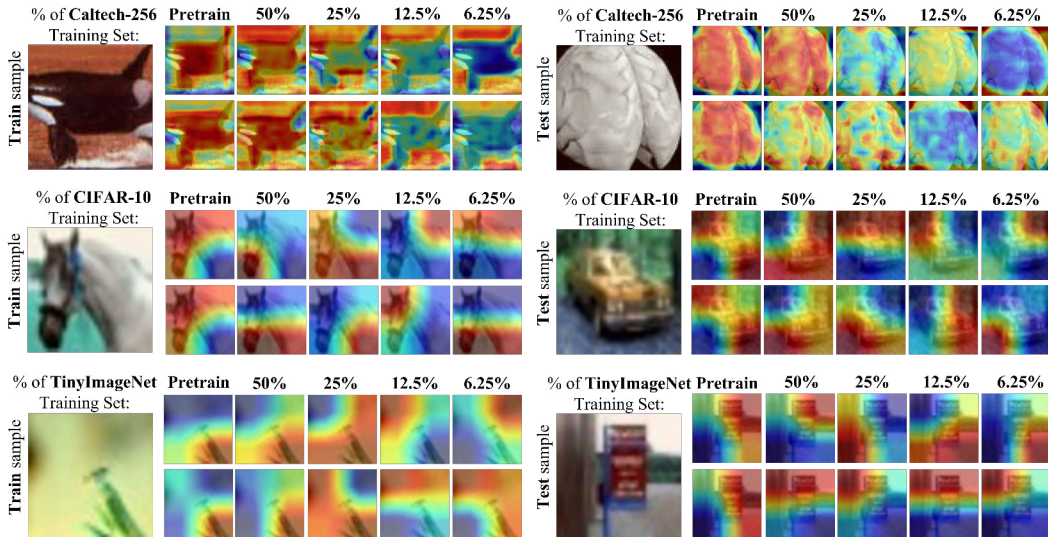 % of Caltech-256 Pretrain 50% 25% 12.5% 6.25%
Training Set:
Train sample
% of Caltech-256 Pretrain 50% 25% 12.5% 6.25%
Training Set:
Test sample
% of CIFAR-10 Pretrain 50% 25% 12.5% 6.25%
Training Set:
Train sample
% of CIFAR-10 Pretrain 50% 25% 12.5% 6.25%
Training Set:
Test sample
% of TinyImageNet Pretrain 50% 25% 12.5% 6.25%
Training Set:
Train sample
% of TinyImageNet Pretrain 50% 25% 12.5% 6.25%
Training Set:
Test sample